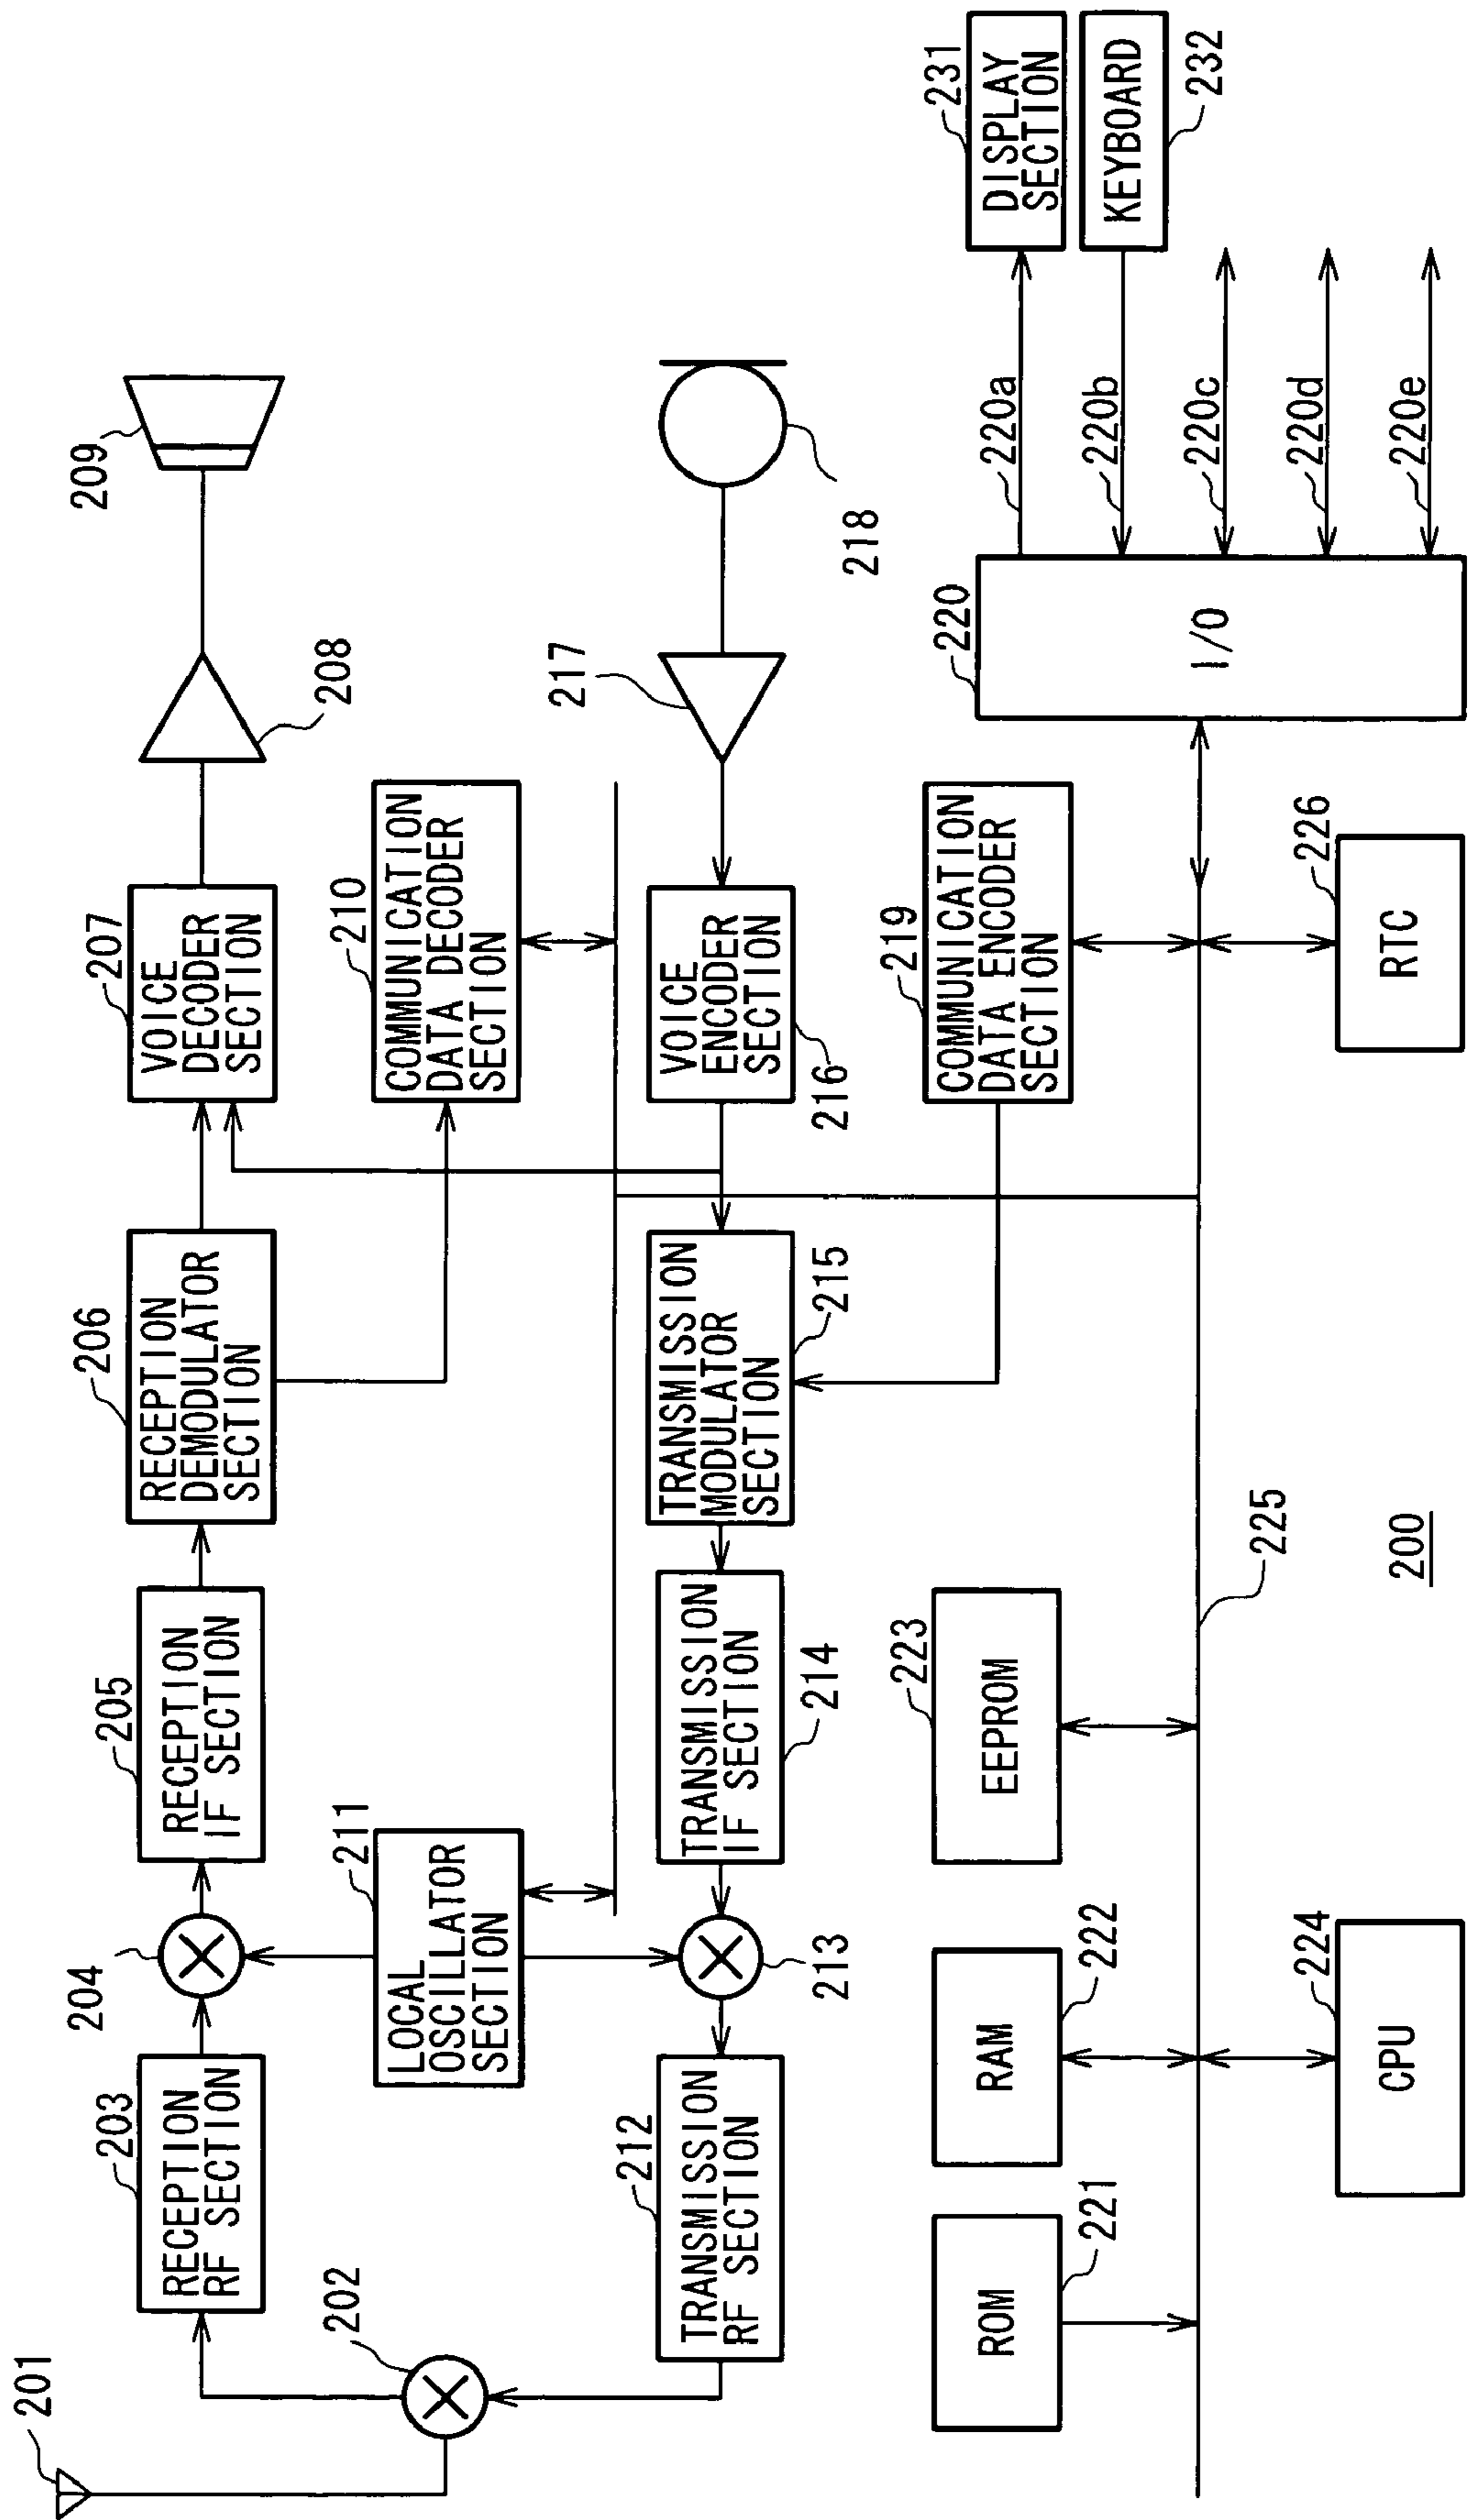 201
202
203
RECEPTION
RF SECTION
204
205
RECEPTION
IF SECTION
206
RECEPTION
DEMODULATOR
SECTION
207
VOICE
DECODER
SECTION
208
209
210
COMMUNICATION
DATA DECODER
SECTION
211
LOCAL
OSCILLATOR
SECTION
212
TRANSMISSION
RF SECTION
213
TRANSMISSION
IF SECTION
214
TRANSMISSION
MODULATOR
SECTION
215
VOICE
ENCODER
SECTION
216
217
218
ROM
221
RAM
222
223
EEPROM
219
COMMUNICATION
DATA ENCODER
SECTION
220
I/O
220a
220b
220c
220d
220e
231
DISPLAY
SECTION
KEYBOARD
232
224
CPU
225
226
RTC
200